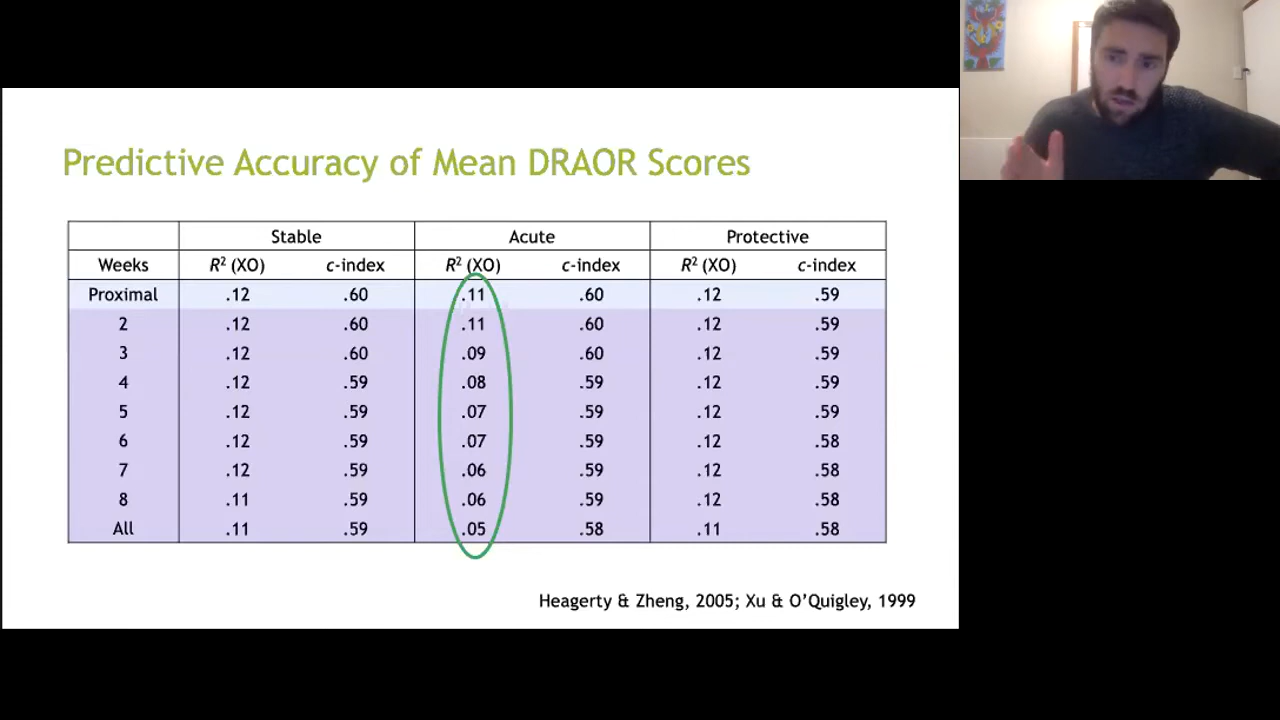 Predictive Accuracy of Mean DRAOR Scores
Stable Acute Protective
Weeks R² (XO) c-index R² (XO) c-index R² (XO) c-index
Proximal .12 .60 .11 .60 .12 .59
2 .12 .60 .11 .60 .12 .59
3 .12 .60 .09 .60 .12 .59
4 .12 .59 .08 .59 .12 .59
5 .12 .59 .07 .59 .12 .59
6 .12 .59 .07 .59 .12 .58
7 .12 .59 .06 .59 .12 .58
8 .11 .59 .06 .59 .12 .58
All .11 .59 .05 .58 .11 .58
Heagerty & Zheng, 2005; Xu & O’Quigley, 1999